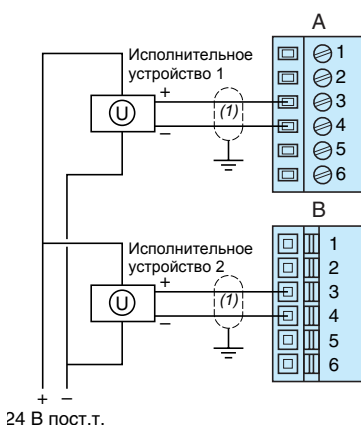 A
Исполнительное
устройство 1
U
+
−
(1)
1
2
3
4
5
6
B
Исполнительное
устройство 2
U
+
−
(1)
1
2
3
4
5
6
+ −
24 В пост.т.